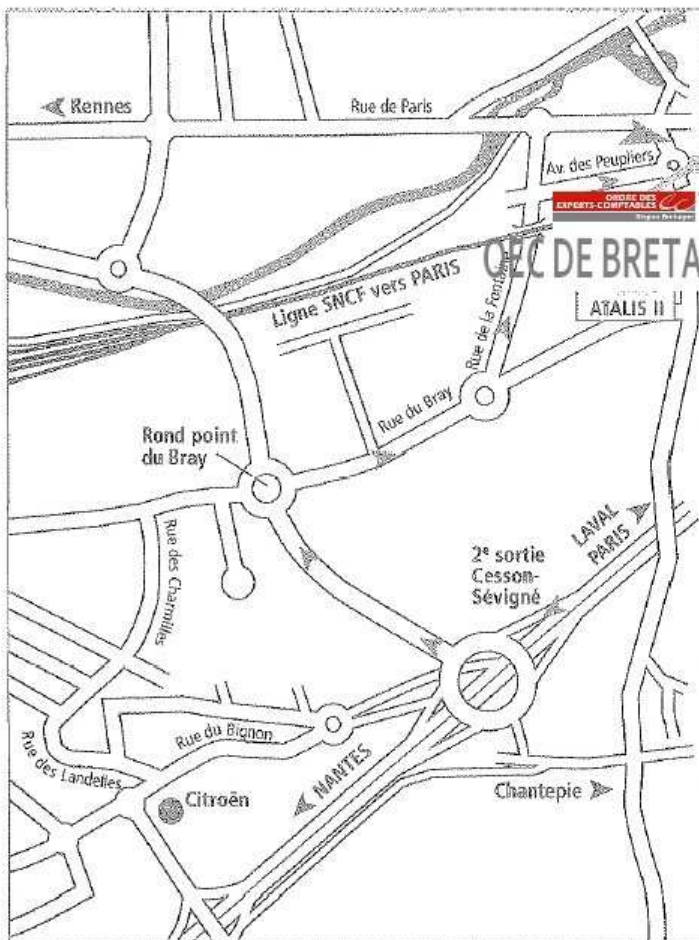 Rennes
Rue de Paris
Av. des Peupliers
ORDRE DES
EXPERTS-COMPTABLES
Région Bretagne
OEC DE BRETA
Ligne SNCF vers PARIS
ATALIS II
Rue de la Fontaine
Rue du Bray
Rond point
du Bray
LAVAL
PARIS
2e sortie
Cesson-
Sévigné
Rue des Charmilles
Rue du Bignon
Rue des Landelles
NANTES
Citroën
Chantepie